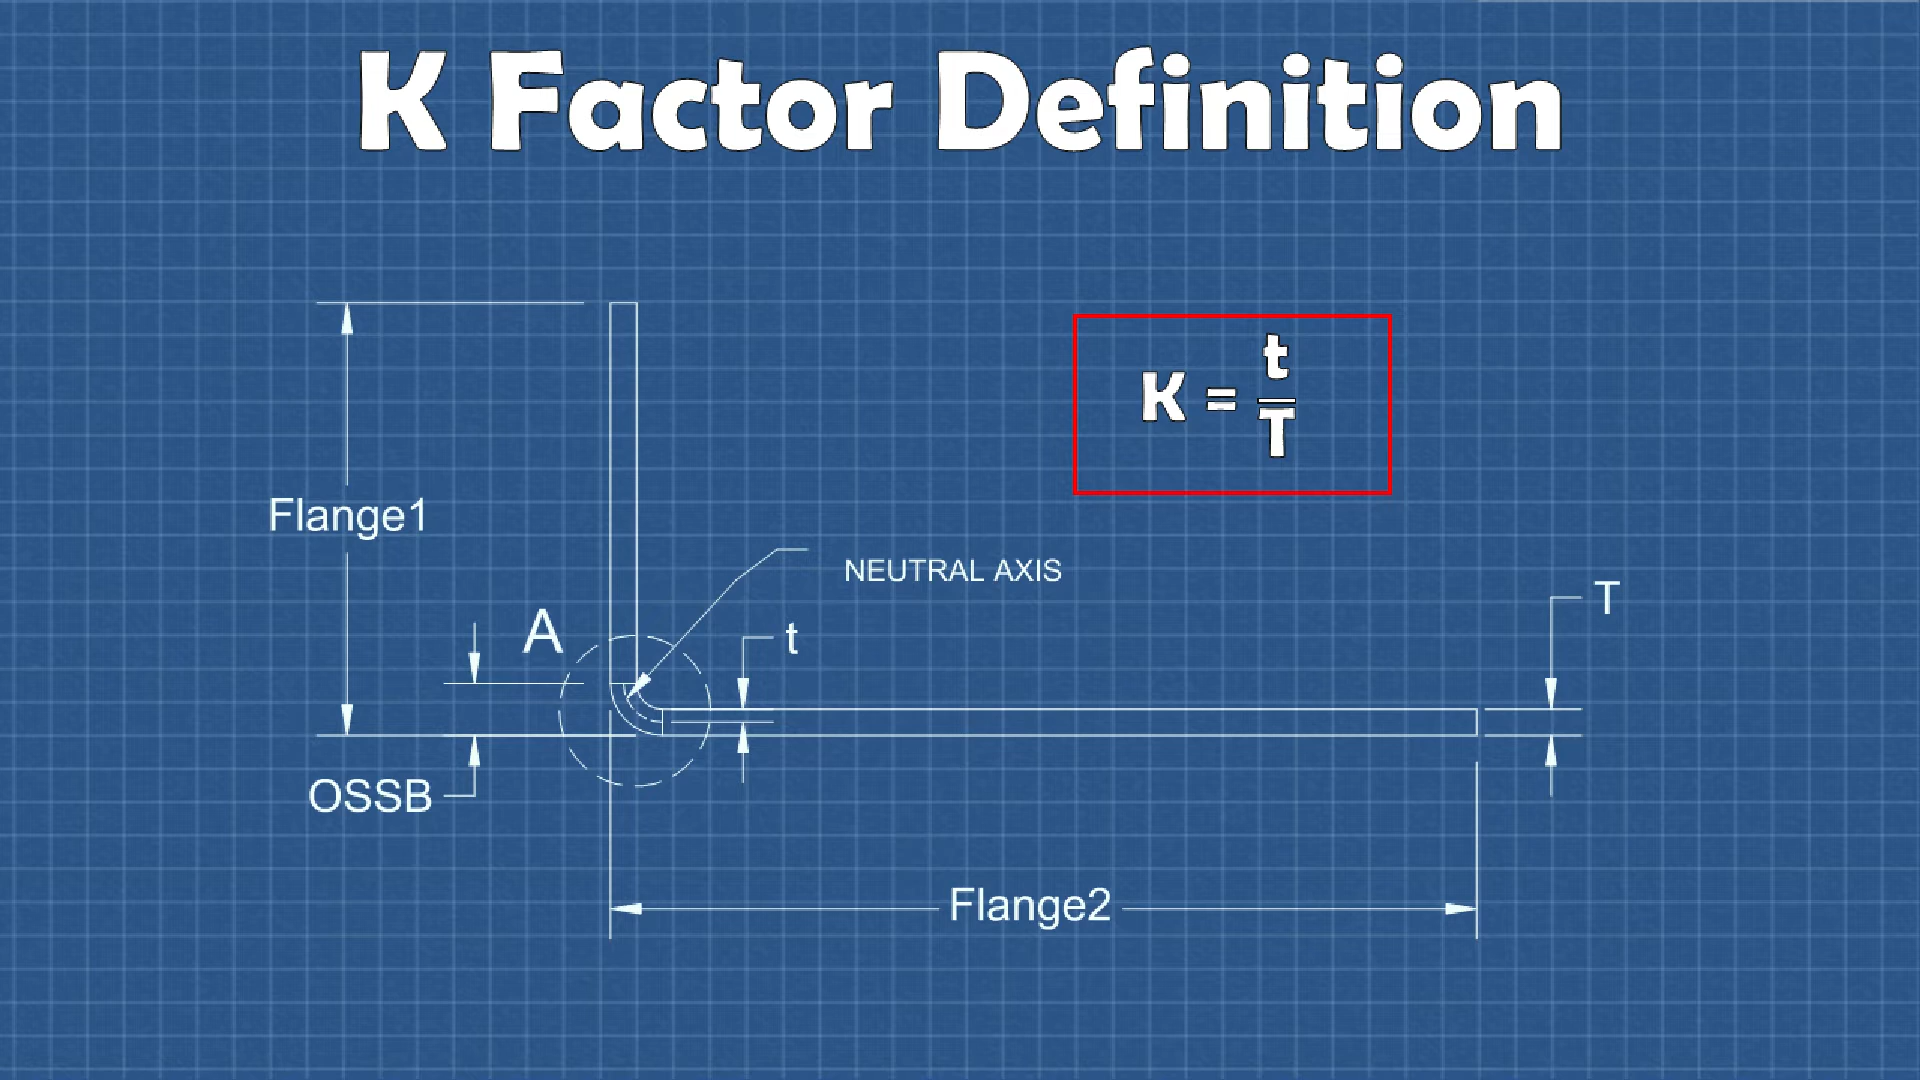 K Factor Definition
K = t/T
Flange1
NEUTRAL AXIS
T
A
t
OSSB
Flange2